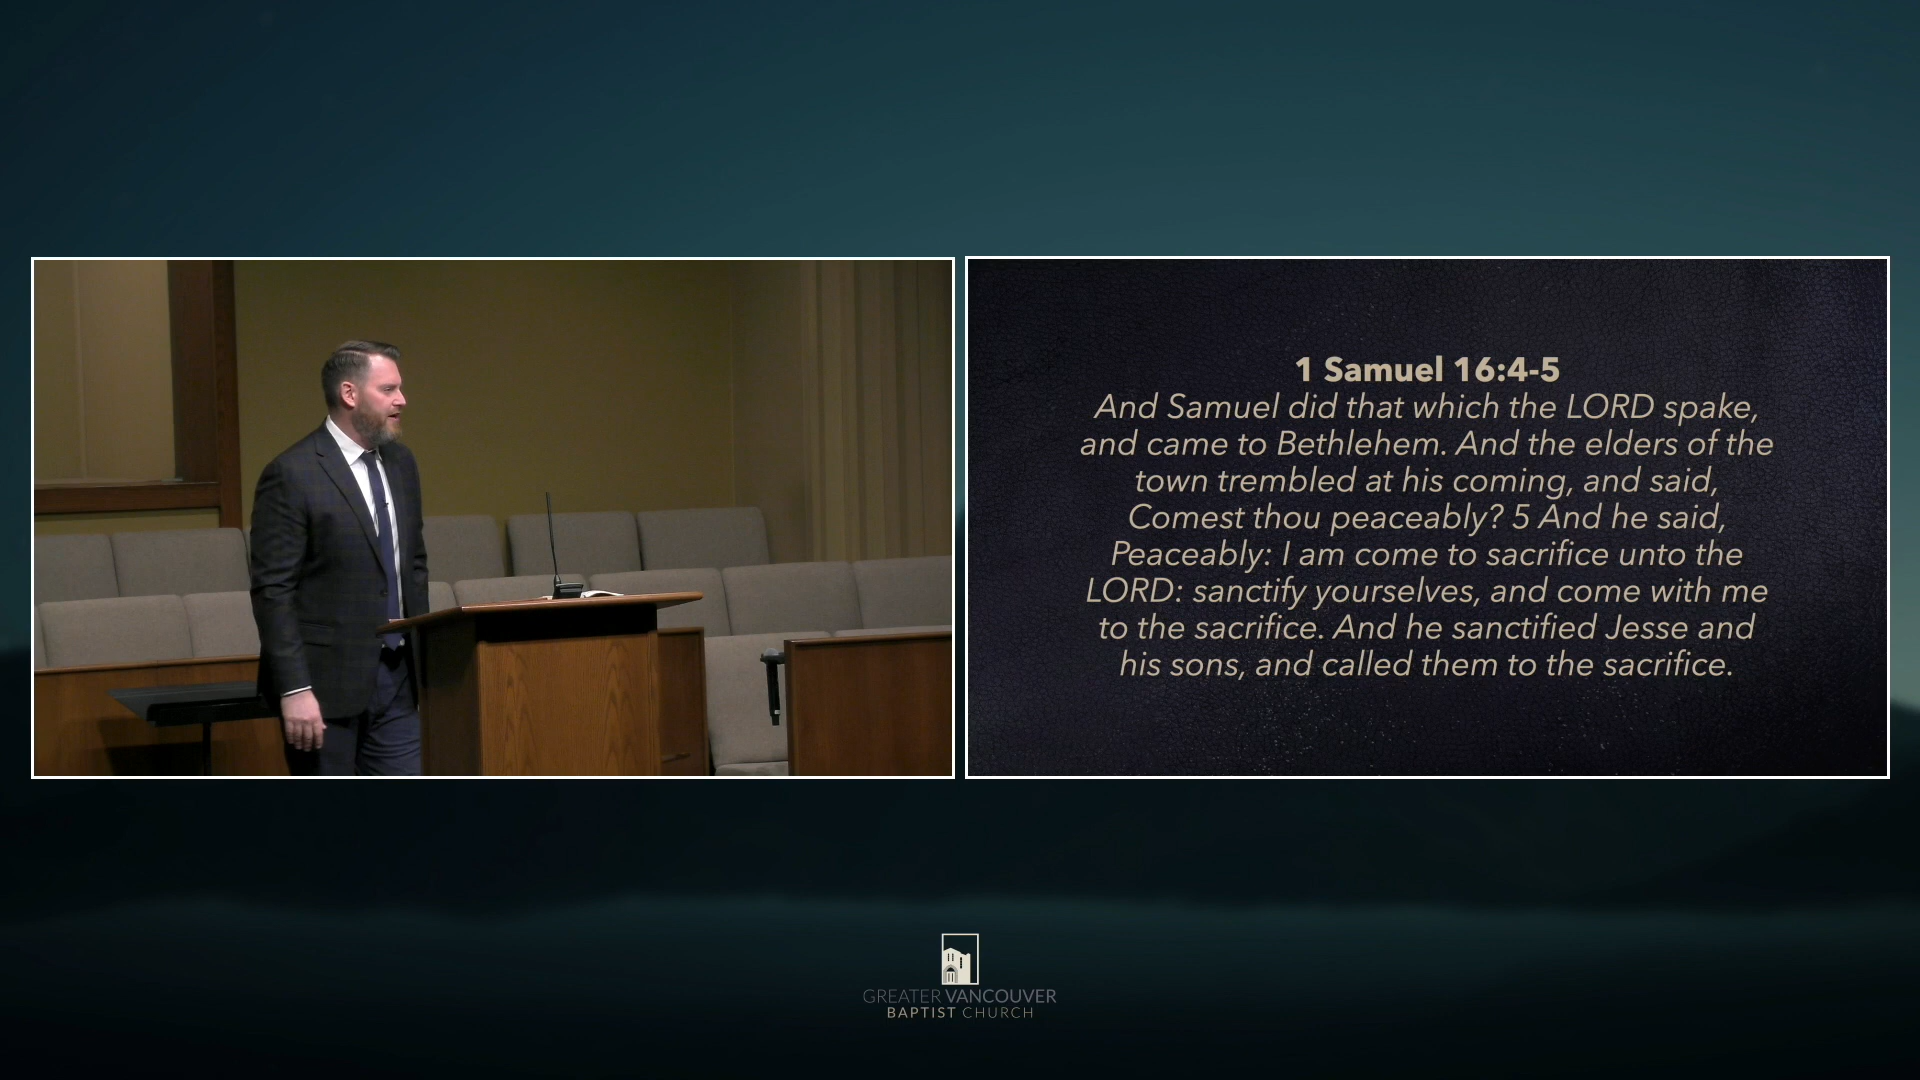 1 Samuel 16:4-5
And Samuel did that which the LORD spake,
and came to Bethlehem. And the elders of the
town trembled at his coming, and said,
Comest thou peaceably? 5 And he said,
Peaceably: I am come to sacrifice unto the
LORD: sanctify yourselves, and come with me
to the sacrifice. And he sanctified Jesse and
his sons, and called them to the sacrifice.
GREATER VANCOUVER
BAPTIST CHURCH